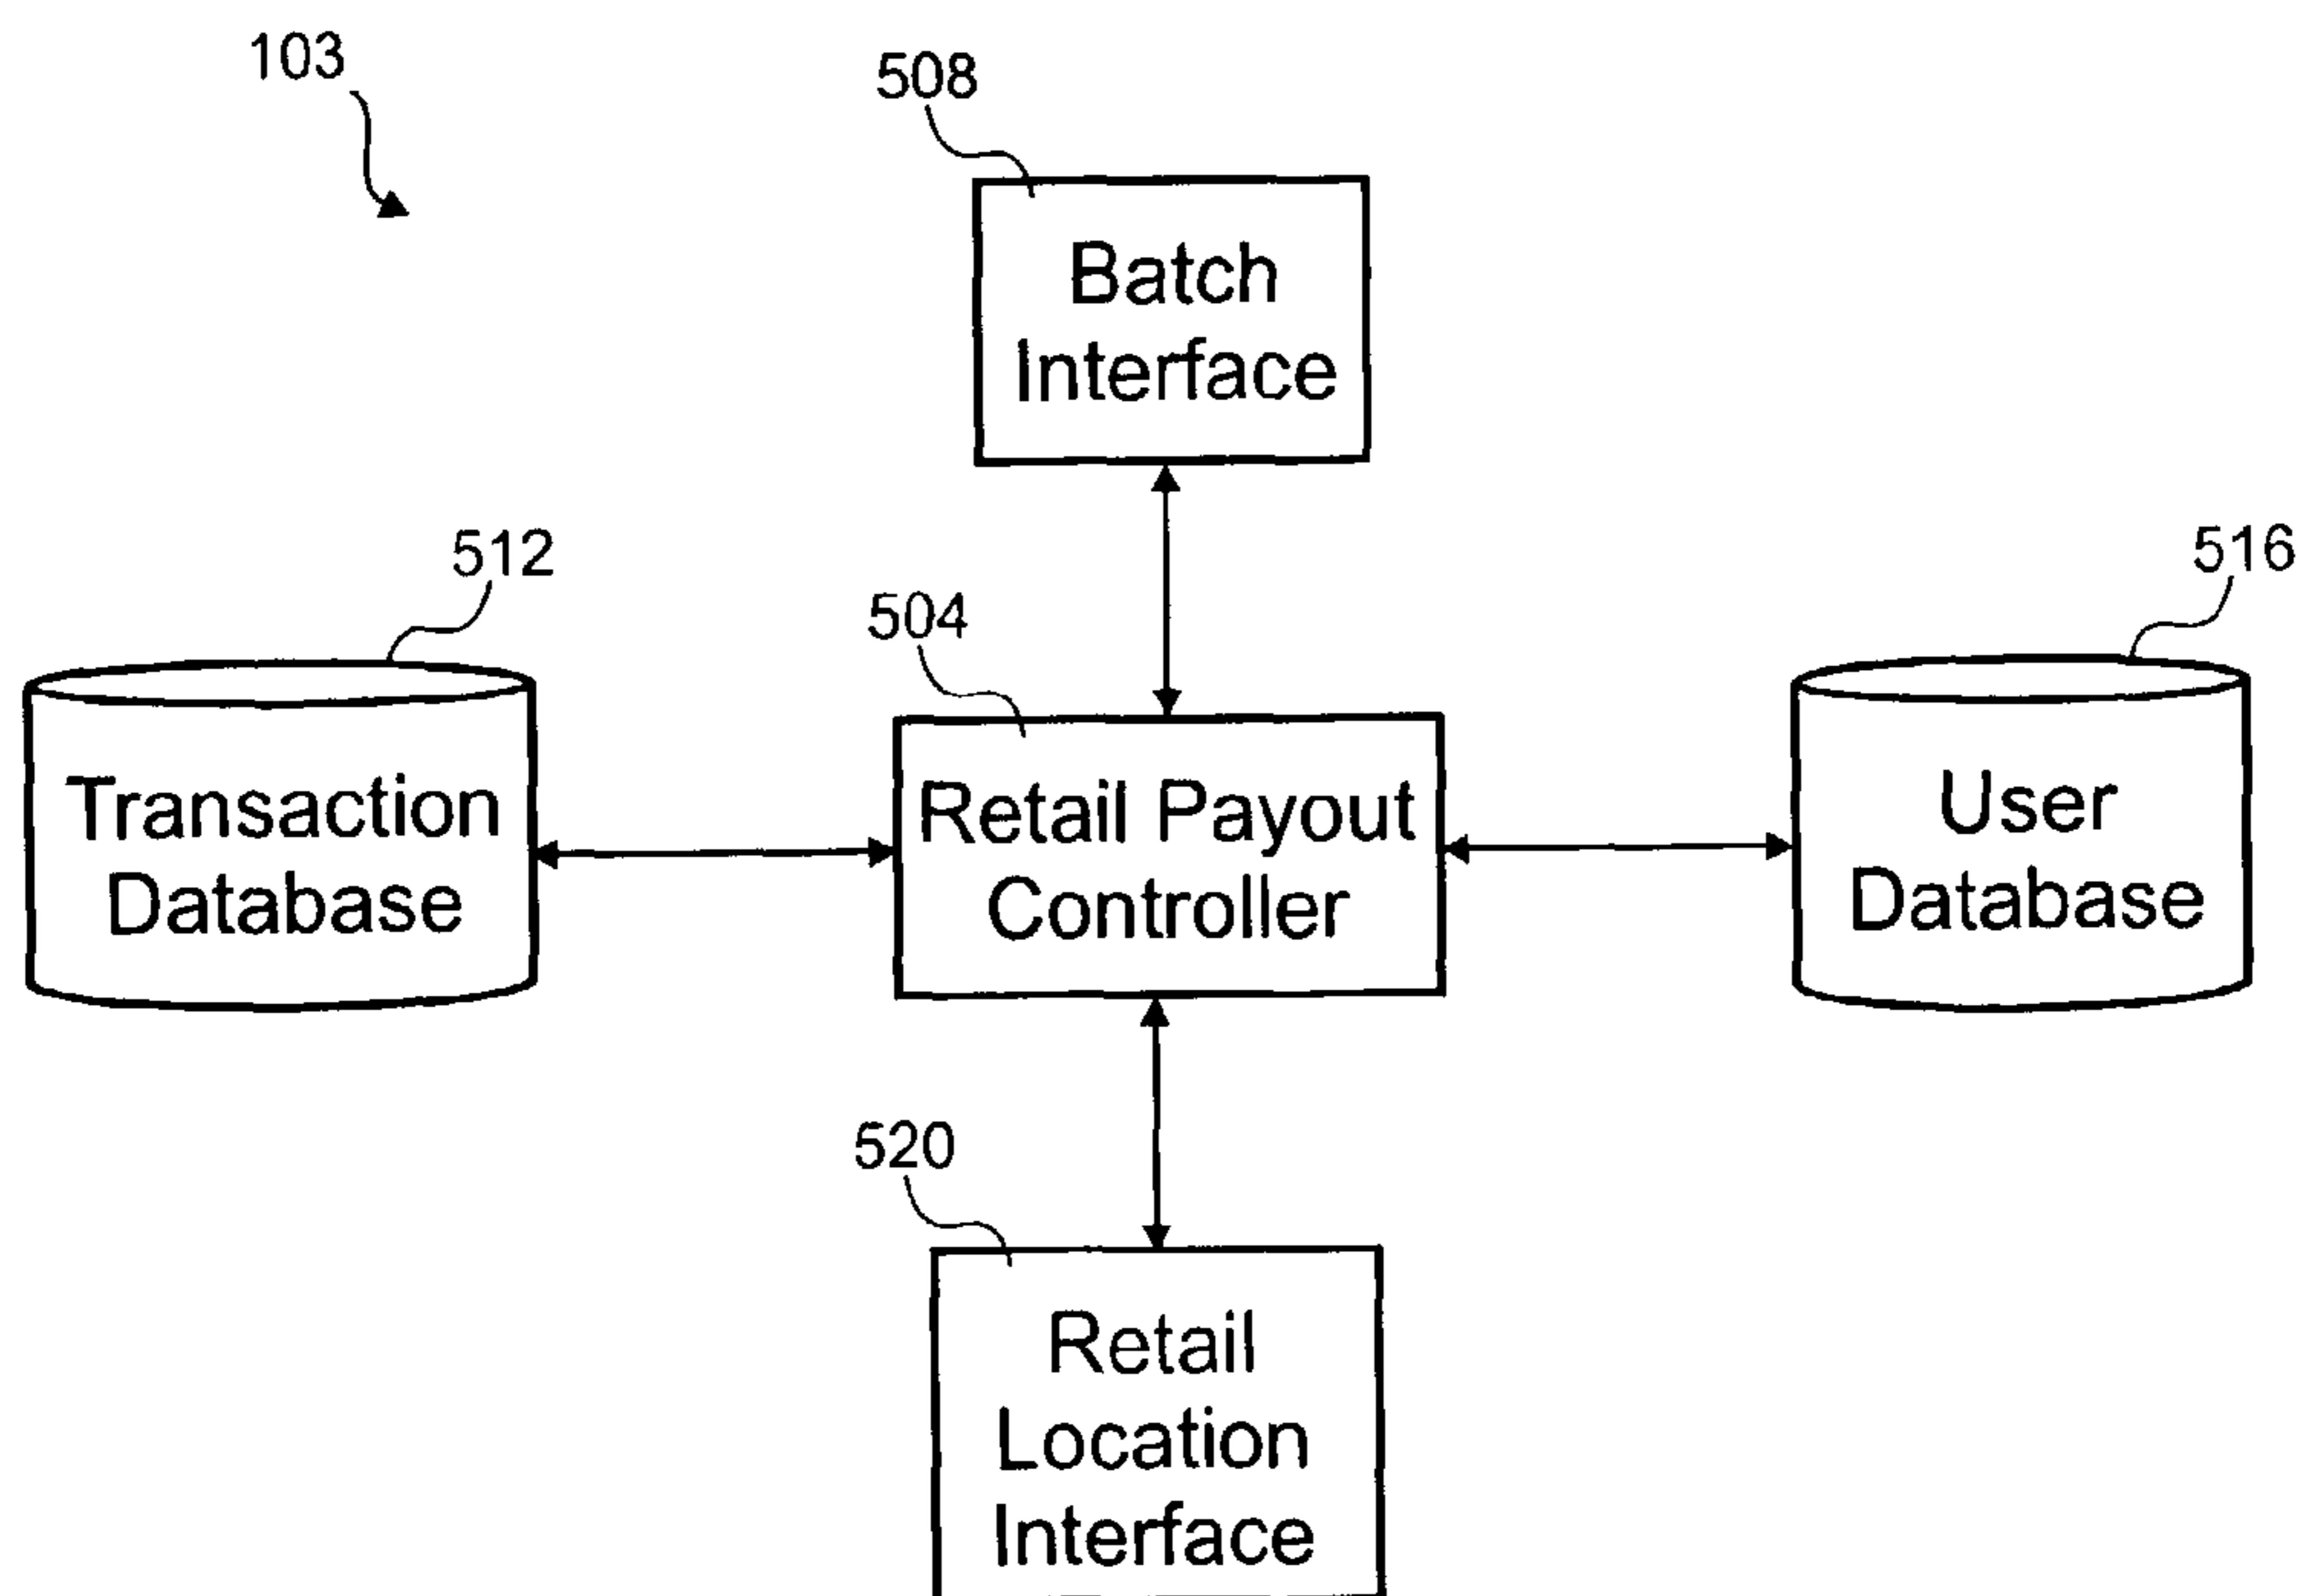 103
508
Batch
Interface
512
516
504
Transaction
Database
Retail Payout
Controller
User
Database
520
Retail
Location
Interface